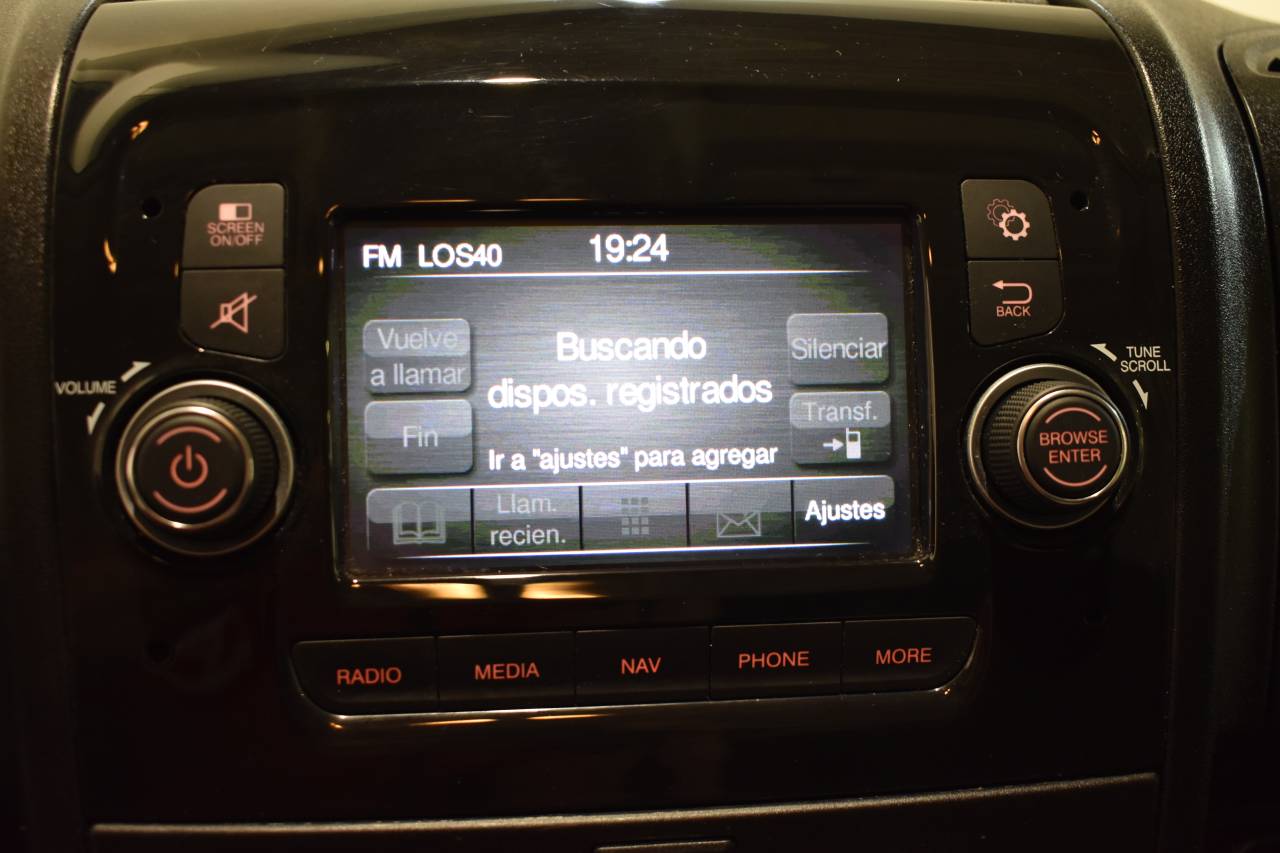 SCREEN
ON/OFF
VOLUME
FM LOS40 19:24
Vuelve
a llamar
Buscando
dispos. registrados
Silenciar
Fin
Transf.
Ir a "ajustes" para agregar
Llam.
recien.
Ajustes
BACK
TUNE
SCROLL
BROWSE
ENTER
RADIO
MEDIA
NAV
PHONE
MORE